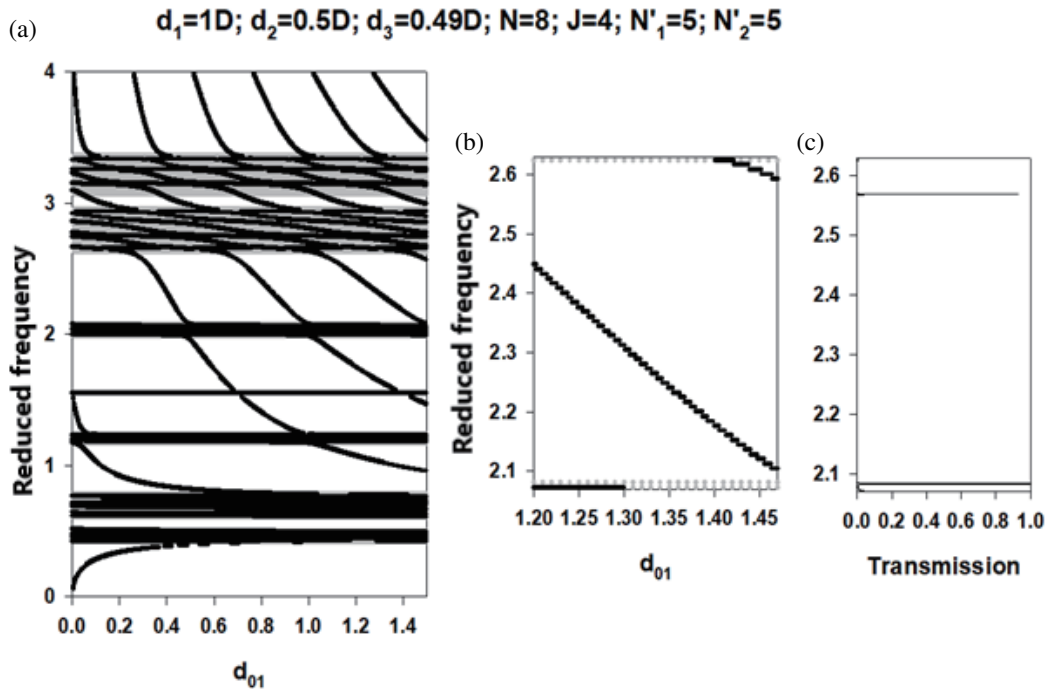 d₁=1D; d₂=0.5D; d₃=0.49D; N=8; J=4; N'₁=5; N'₂=5
(a)
Reduced frequency
4
3
2
1
0
0.0 0.2 0.4 0.6 0.8 1.0 1.2 1.4
d₀₁
(b)
Reduced frequency
2.6
2.5
2.4
2.3
2.2
2.1
1.20 1.25 1.30 1.35 1.40 1.45
d₀₁
(c)
2.6
2.5
2.4
2.3
2.2
2.1
0.0 0.2 0.4 0.6 0.8 1.0
Transmission